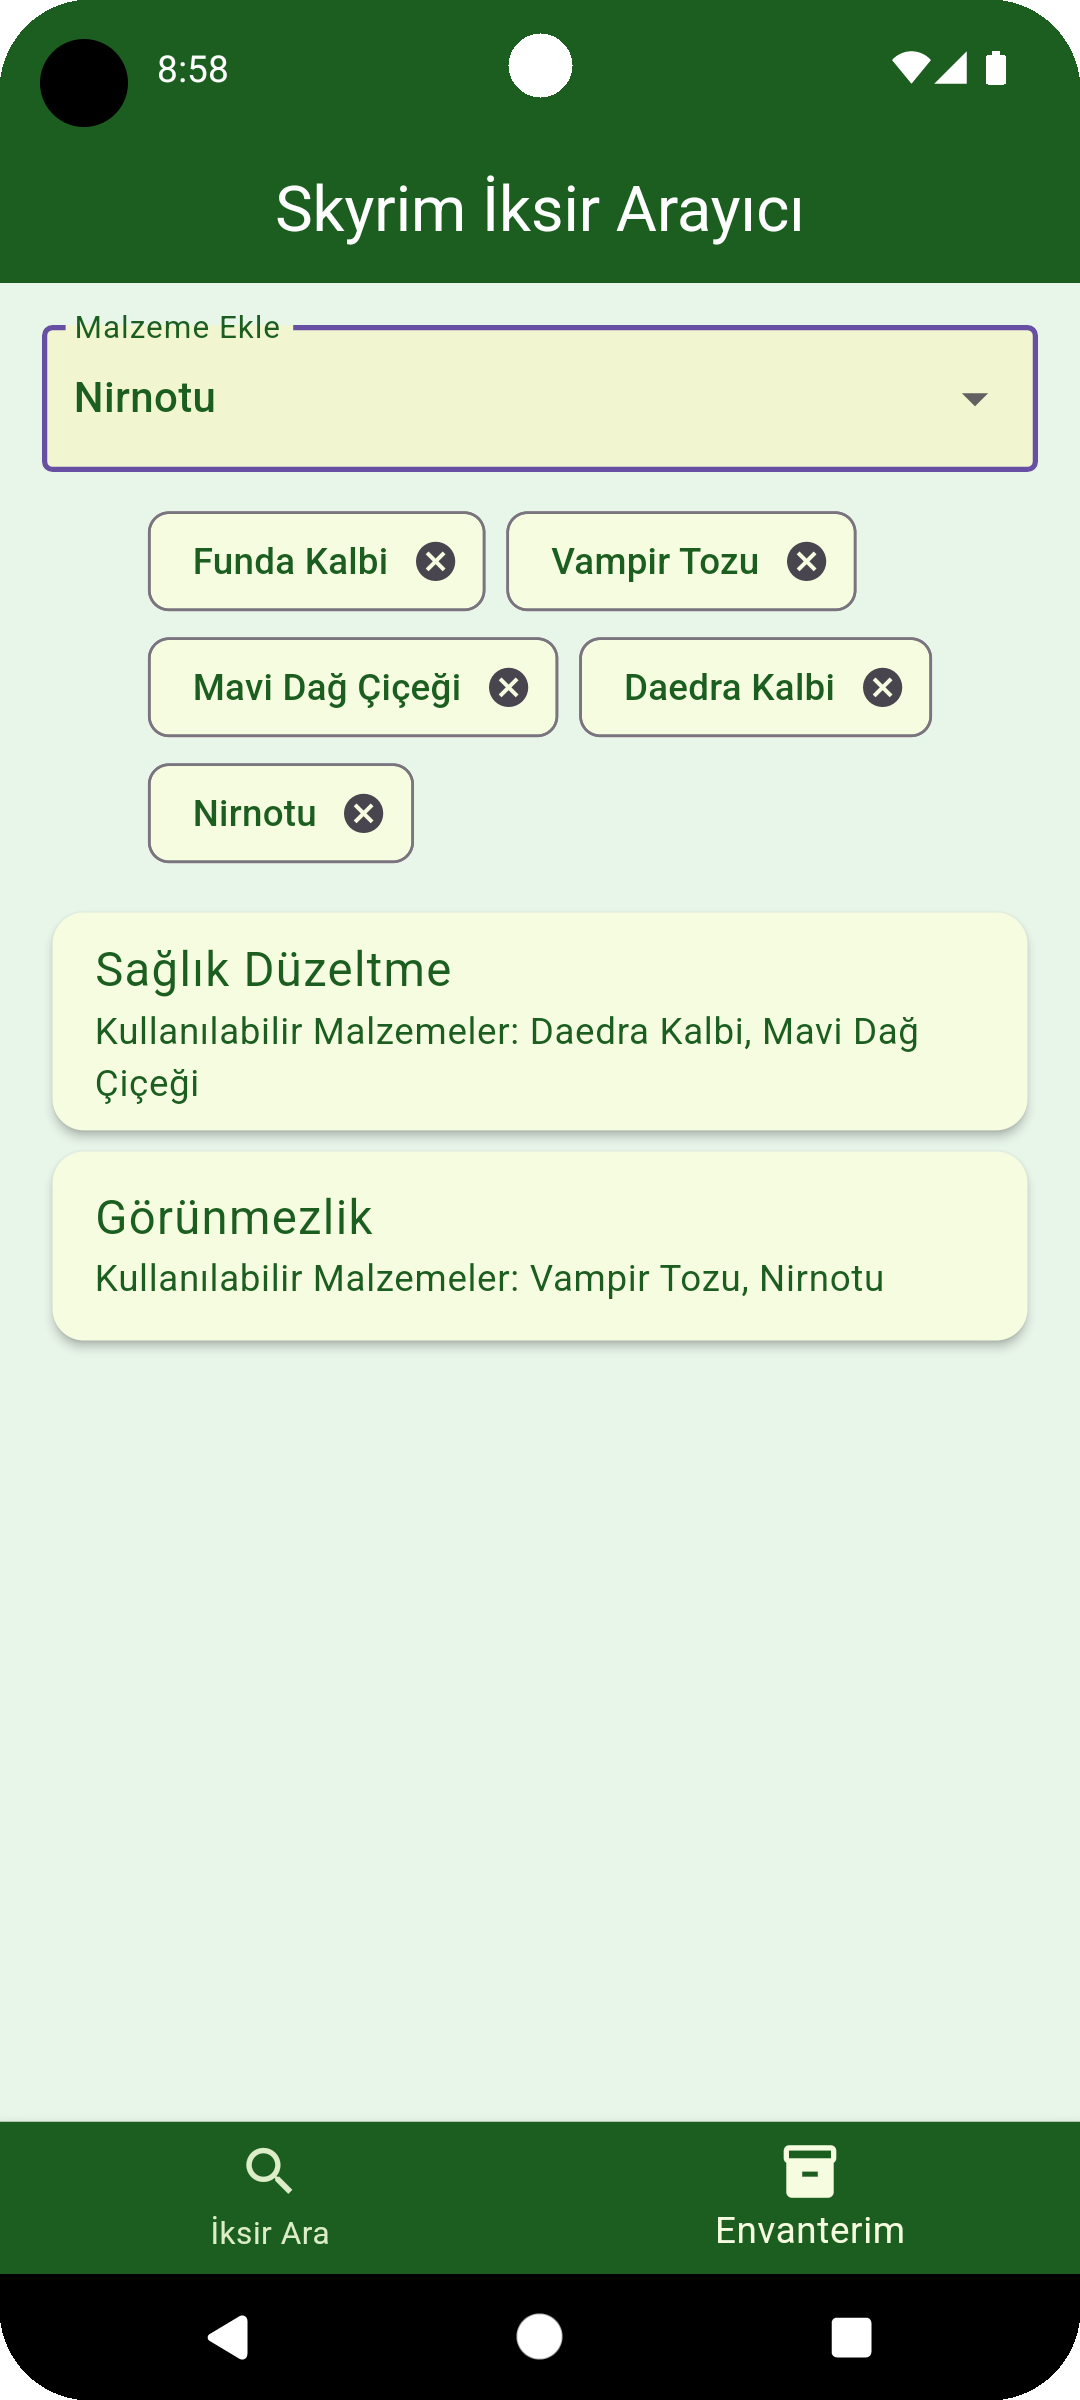 8:58
Skyrim İksir Arayıcı
Malzeme Ekle
Nirnotu
Funda Kalbi
Vampir Tozu
Mavi Dağ Çiçeği
Daedra Kalbi
Nirnotu
Sağlık Düzeltme
Kullanılabilir Malzemeler: Daedra Kalbi, Mavi Dağ
Çiçeği
Görünmezlik
Kullanılabilir Malzemeler: Vampir Tozu, Nirnotu
İksir Ara
Envanterim